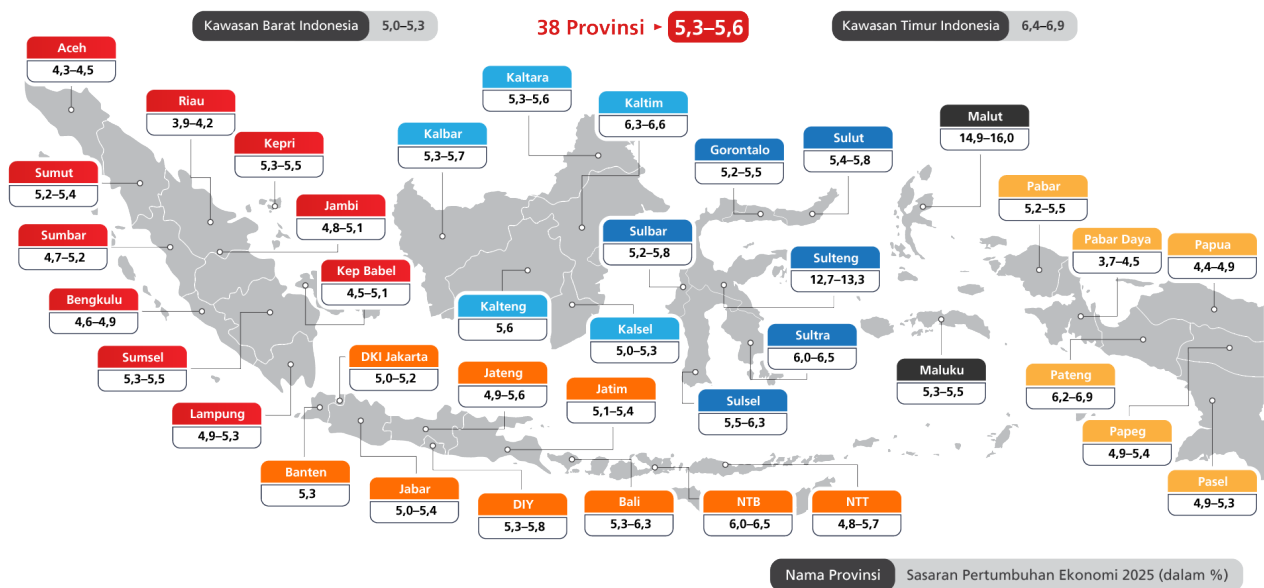 Kawasan Barat Indonesia 5,0–5,3
38 Provinsi ▸ 5,3–5,6
Kawasan Timur Indonesia 6,4–6,9
Aceh
4,3–4,5
Riau
3,9–4,2
Kepri
5,3–5,5
Sumut
5,2–5,4
Jambi
4,8–5,1
Sumbar
4,7–5,2
Kep Babel
4,5–5,1
Bengkulu
4,6–4,9
Sumsel
5,3–5,5
Lampung
4,9–5,3
Kaltara
5,3–5,6
Kaltim
6,3–6,6
Kalbar
5,3–5,7
Kalteng
5,6
Kalsel
5,0–5,3
Gorontalo
5,2–5,5
Sulut
5,4–5,8
Sulbar
5,2–5,8
Sulteng
12,7–13,3
Sultra
6,0–6,5
Sulsel
5,5–6,3
Malut
14,9–16,0
Maluku
5,3–5,5
Pabar
5,2–5,5
Pabar Daya
3,7–4,5
Papua
4,4–4,9
Pateng
6,2–6,9
Papeg
4,9–5,4
Pasel
4,9–5,3
DKI Jakarta
5,0–5,2
Jateng
4,9–5,6
Jatim
5,1–5,4
Banten
5,3
Jabar
5,0–5,4
DIY
5,3–5,8
Bali
5,3–6,3
NTB
6,0–6,5
NTT
4,8–5,7
Nama Provinsi Sasaran Pertumbuhan Ekonomi 2025 (dalam %)